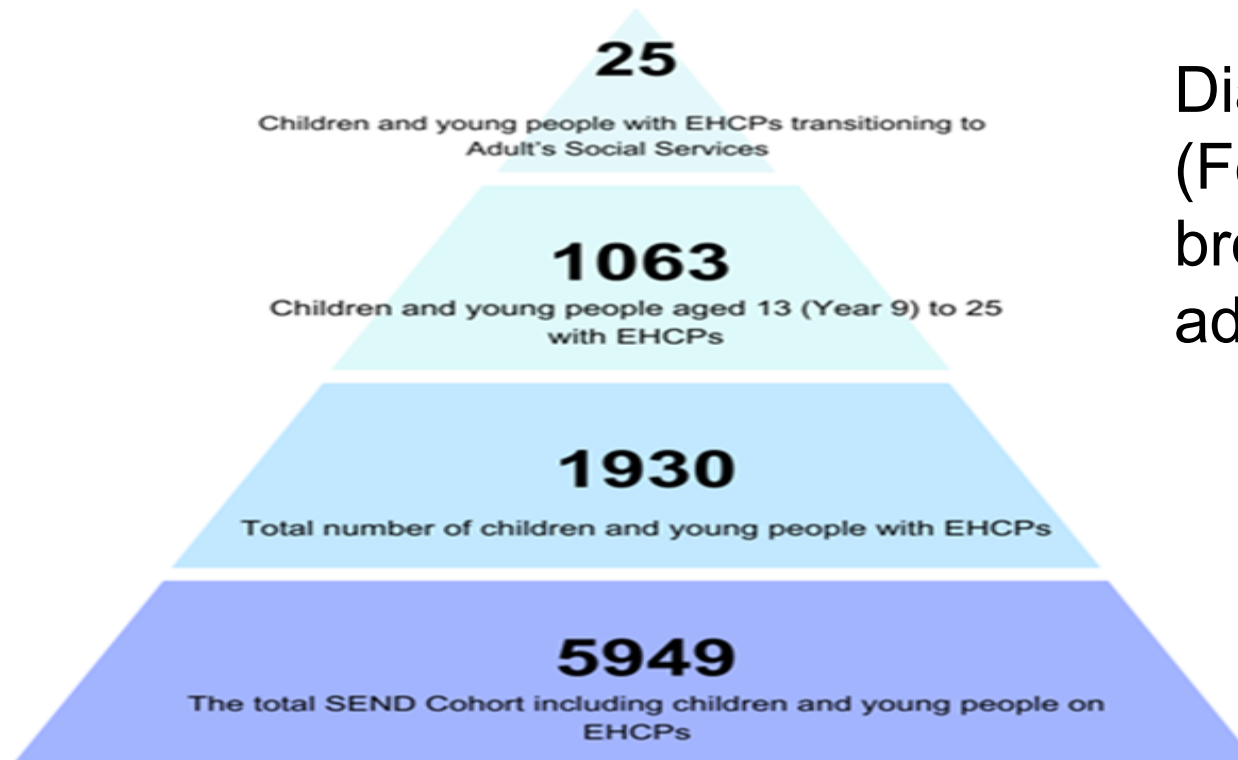 25
Children and young people with EHCPs transitioning to
Adult's Social Services
1063
Children and young people aged 13 (Year 9) to 25
with EHCPs
1930
Total number of children and young people with EHCPs
5949
The total SEND Cohort including children and young people on
EHCPs